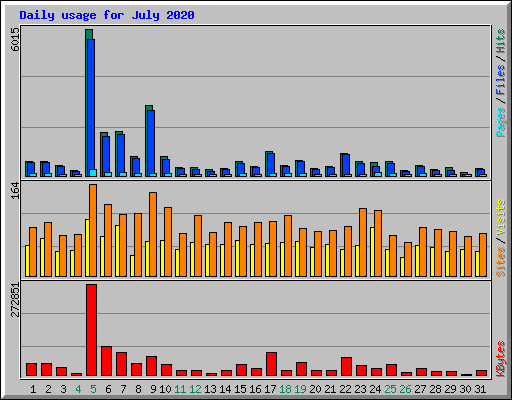 Daily usage for July 2020
6015
Pages / Files / Hits
164
Sites / Visits
272851
KBytes
1 2 3 4 5 6 7 8 9 10 11 12 13 14 15 16 17 18 19 20 21 22 23 24 25 26 27 28 29 30 31